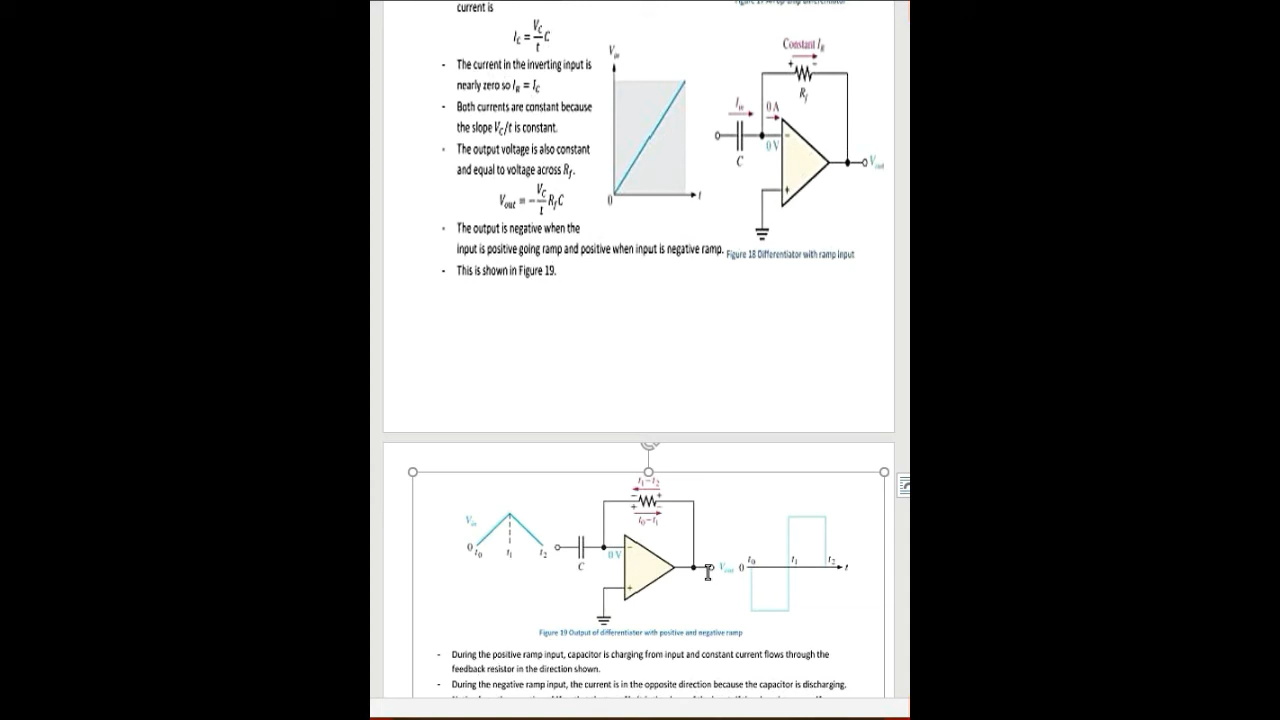 current is
I_C = V_C/t C
- The current in the inverting input is
nearly zero so I_R = I_C
- Both currents are constant because
the slope V_C/t is constant.
- The output voltage is also constant
and equal to voltage across R_f.
V_out = - V_C/t R_f C
- The output is negative when the
input is positive going ramp and positive when input is negative ramp.
- This is shown in Figure 19.
V_in
0
t
Constant I_R
+ -
R_f
I_in
0 A
C
0 V
-
+
V_out
Figure 18 Differentiator with ramp input
V_in
0
t_0
t_1
t_2
C
t_1-t_2
- +
+ -
t_0-t_1
0 V
-
+
V_out
0
t_0
t_1
t_2
t
Figure 19 Output of differentiator with positive and negative ramp
- During the positive ramp input, capacitor is charging from input and constant current flows through the
feedback resistor in the direction shown.
- During the negative ramp input, the current is in the opposite direction because the capacitor is discharging.